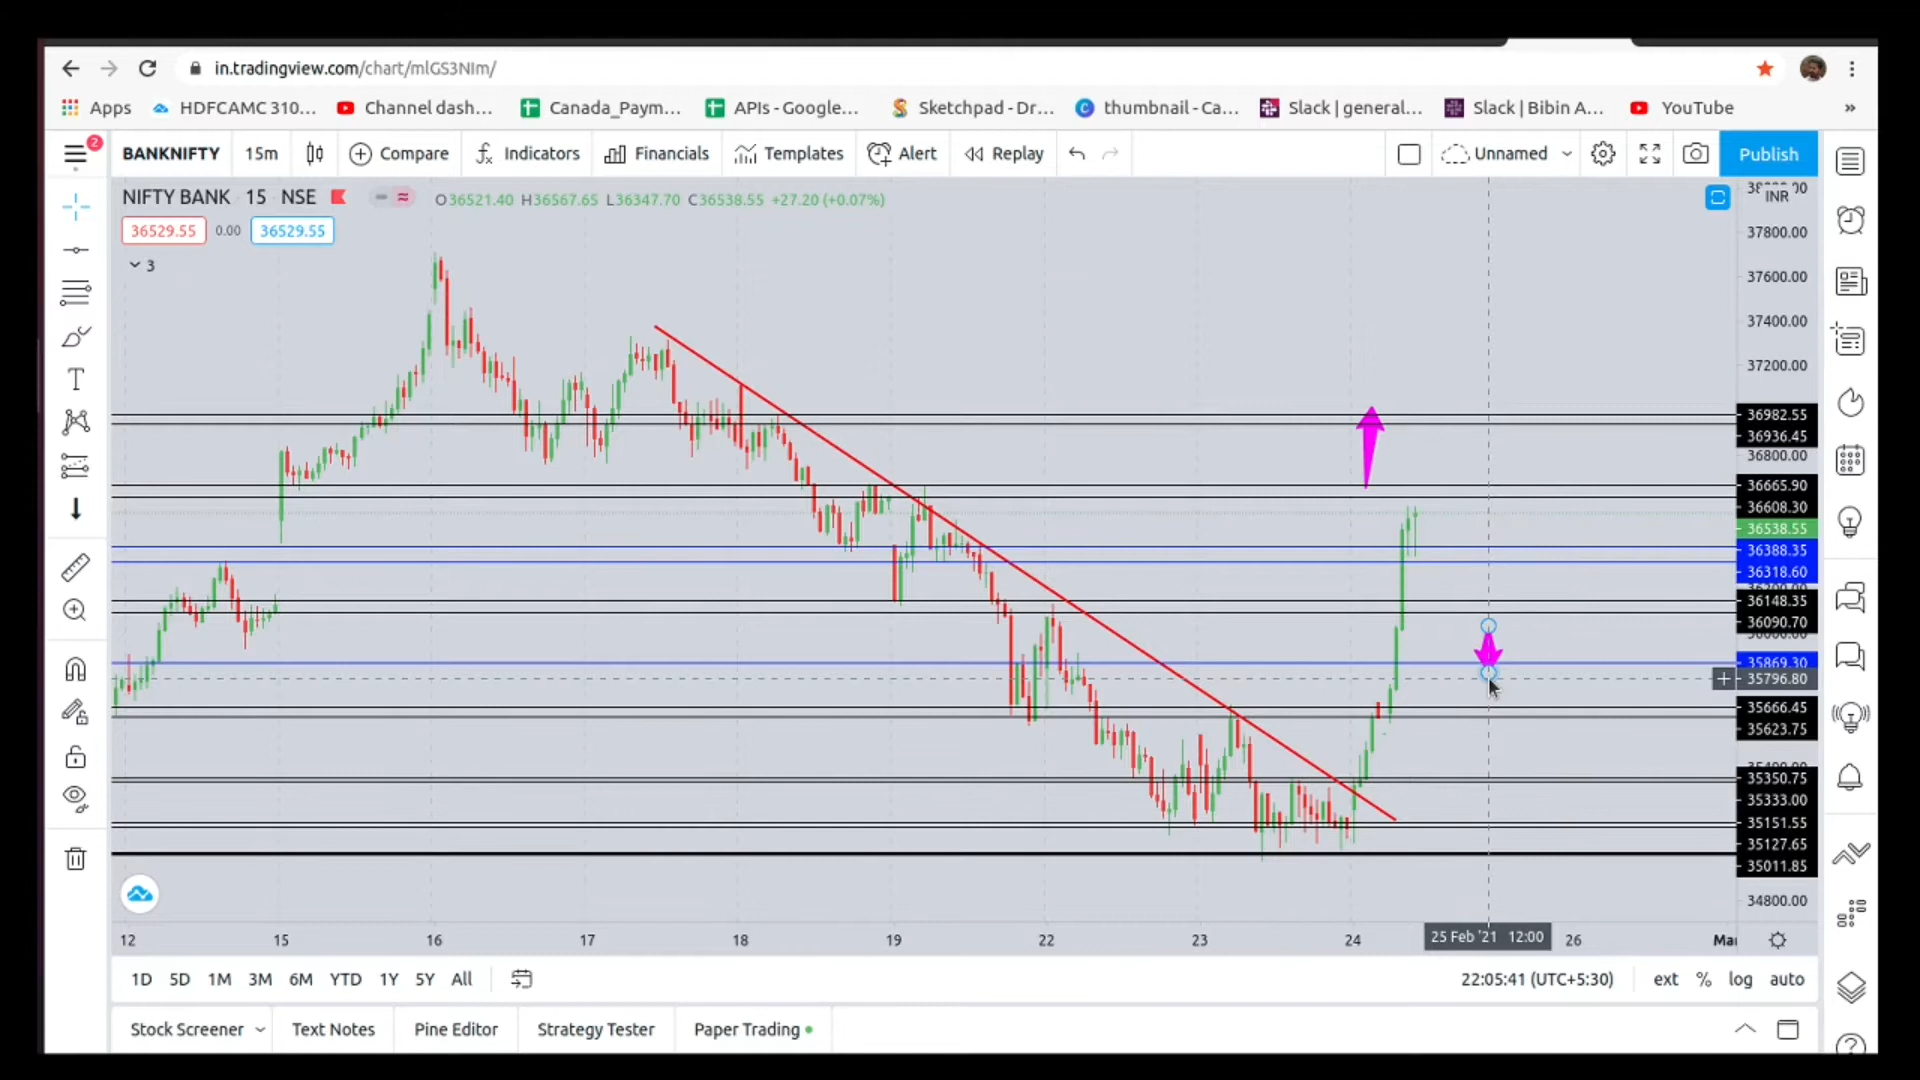 in.tradingview.com/chart/mlGS3NIm/
Apps HDFCAMC 310... Channel dash... Canada_Paym... APIs - Google... Sketchpad - Dr... thumbnail - Ca... Slack | general... Slack | Bibin A... YouTube »
2 BANKNIFTY 15m Compare Indicators Financials Templates Alert Replay Unnamed Publish
NIFTY BANK 15 NSE O36521.40 H36567.65 L36347.70 C36538.55 +27.20 (+0.07%)
36529.55 0.00 36529.55
3
INR
37800.00
37600.00
37400.00
37200.00
36982.55
36936.45
36800.00
36665.90
36608.30
36538.55
36388.35
36318.60
36148.35
36090.70
35869.30
35796.80
35666.45
35623.75
35350.75
35333.00
35151.55
35127.65
35011.85
34800.00
12 15 16 17 18 19 22 23 24 25 Feb '21 12:00 26
1D 5D 1M 3M 6M YTD 1Y 5Y All 22:05:41 (UTC+5:30) ext % log auto
Stock Screener Text Notes Pine Editor Strategy Tester Paper Trading